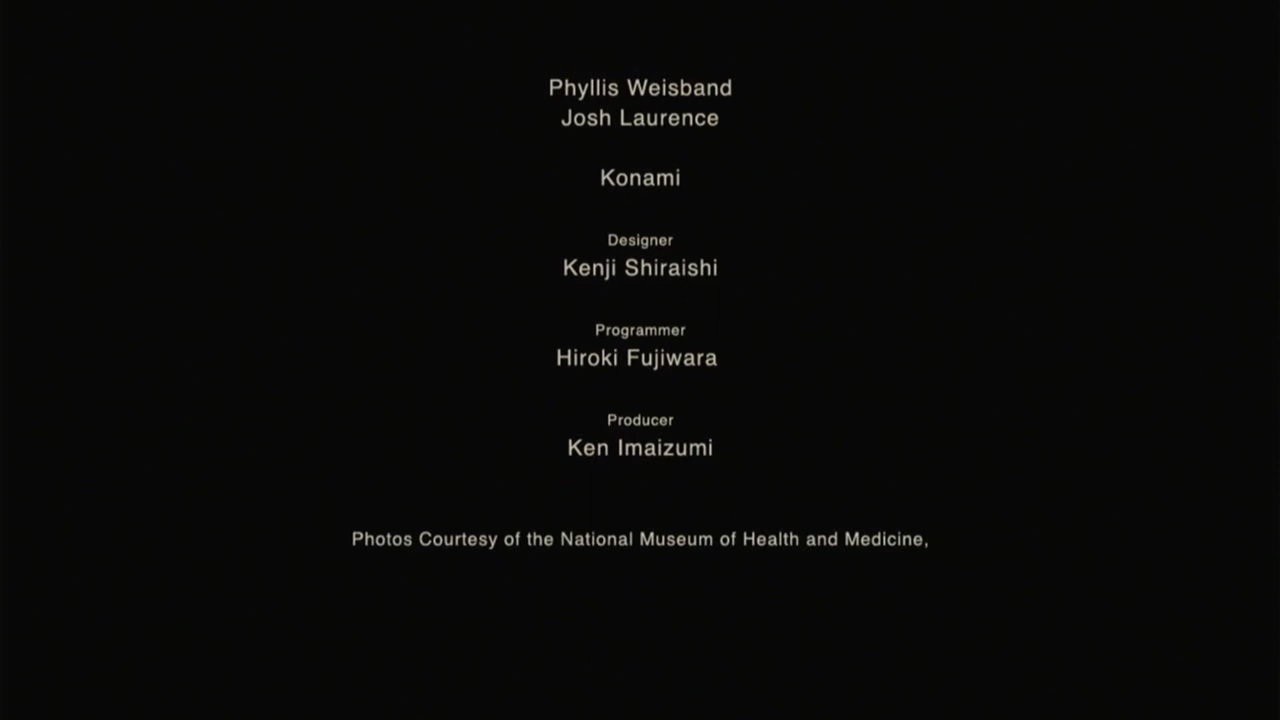 Phyllis Weisband
Josh Laurence
Konami
Designer
Kenji Shiraishi
Programmer
Hiroki Fujiwara
Producer
Ken Imaizumi
Photos Courtesy of the National Museum of Health and Medicine,